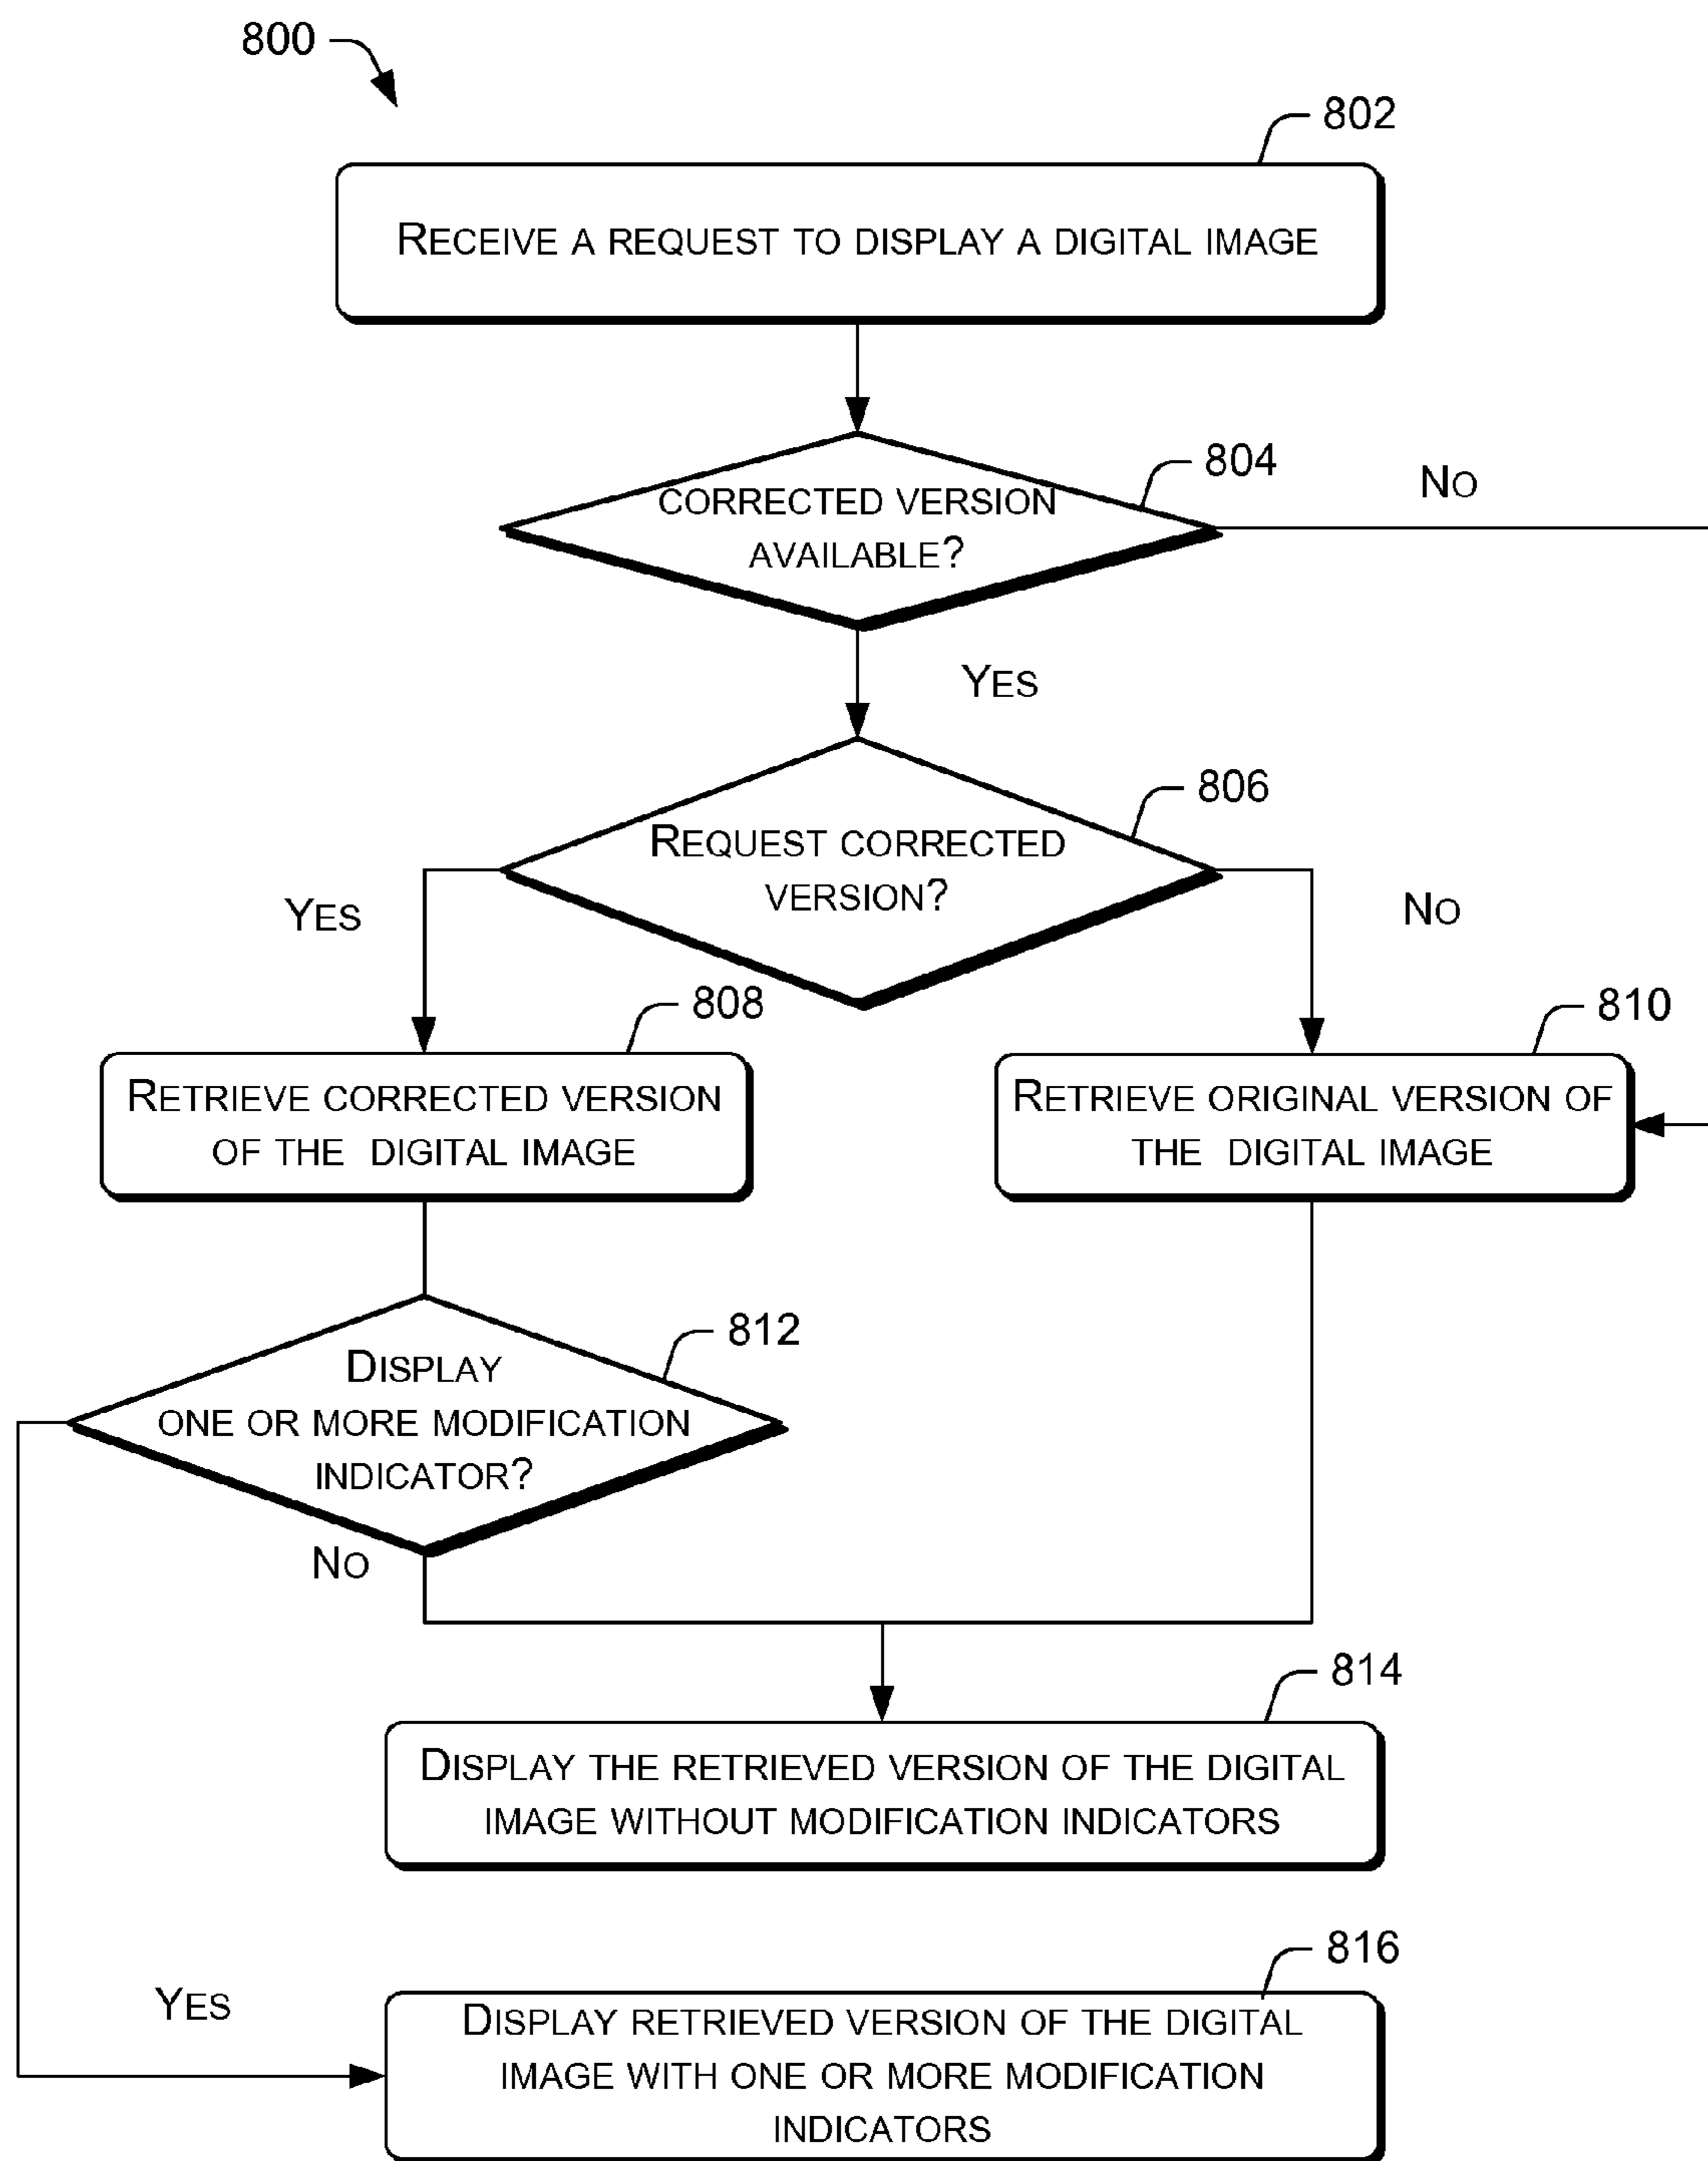 800
802
RECEIVE A REQUEST TO DISPLAY A DIGITAL IMAGE
804
NO
CORRECTED VERSION
AVAILABLE?
YES
806
REQUEST CORRECTED
VERSION?
YES
NO
808
810
RETRIEVE CORRECTED VERSION
OF THE DIGITAL IMAGE
RETRIEVE ORIGINAL VERSION OF
THE DIGITAL IMAGE
812
DISPLAY
ONE OR MORE MODIFICATION
INDICATOR?
NO
814
DISPLAY THE RETRIEVED VERSION OF THE DIGITAL
IMAGE WITHOUT MODIFICATION INDICATORS
816
YES
DISPLAY RETRIEVED VERSION OF THE DIGITAL
IMAGE WITH ONE OR MORE MODIFICATION
INDICATORS